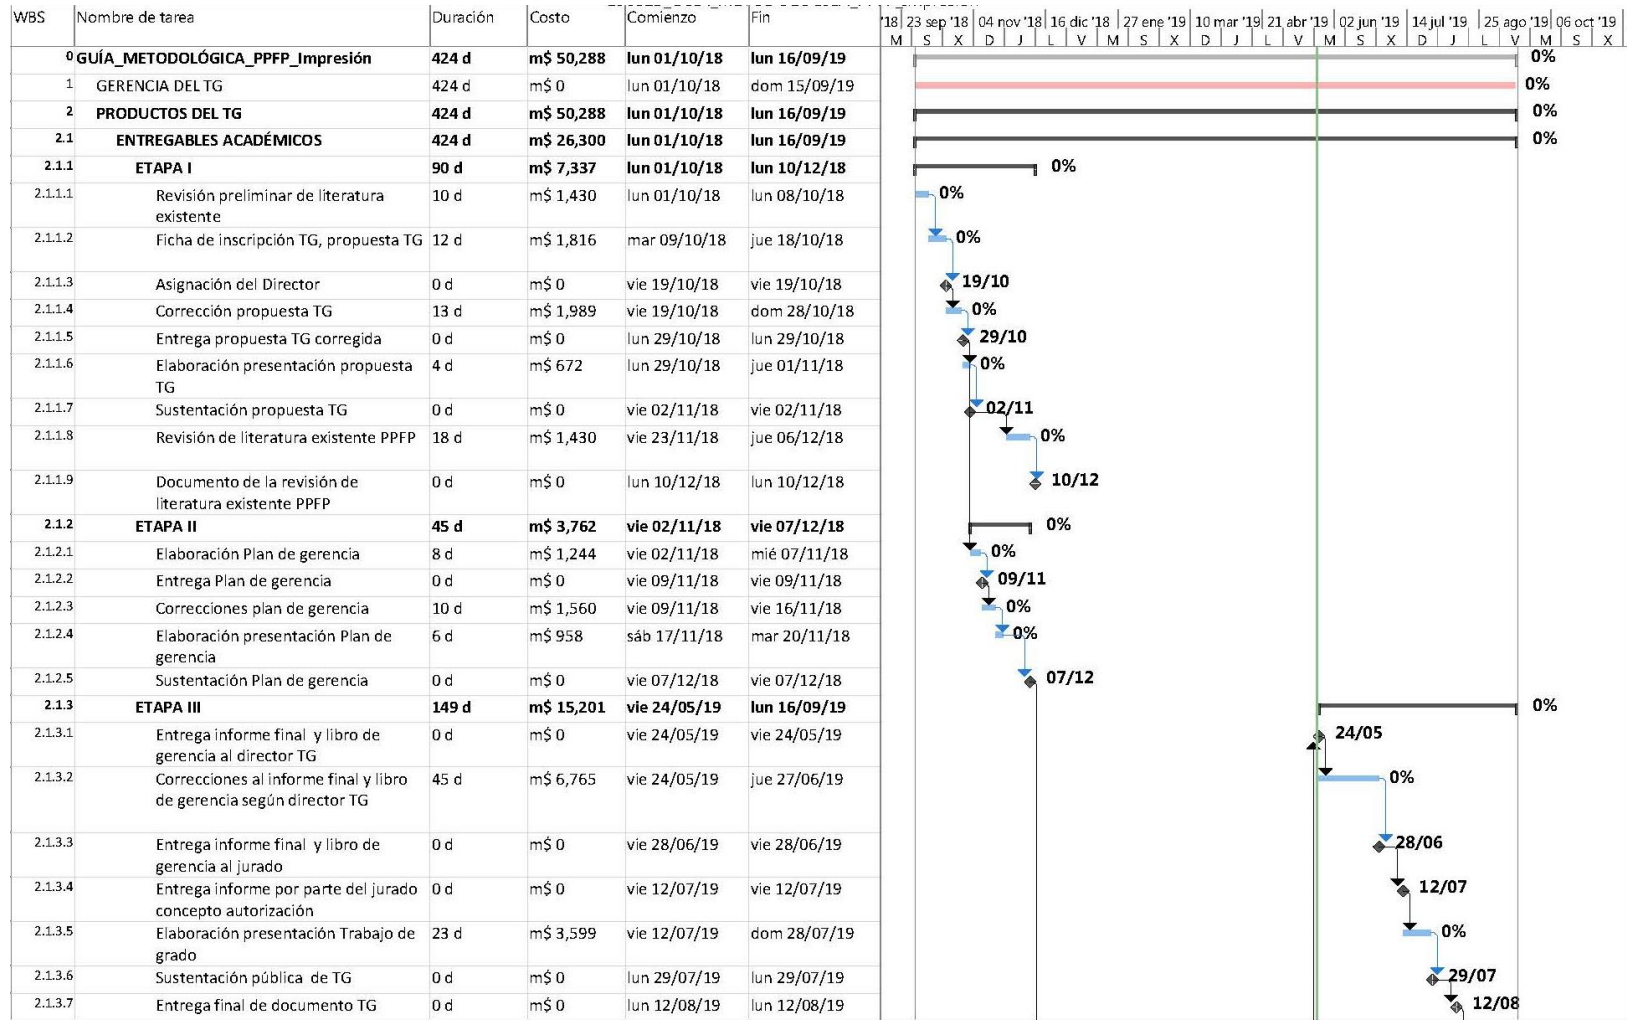 WBS Nombre de tarea Duración Costo Comienzo Fin '18 23 sep '18 04 nov '18 16 dic '18 27 ene '19 10 mar '19 21 abr '19 02 jun '19 14 jul '19 25 ago '19 06 oct '19
M S X D J L V M S X J D L V M S X D J V M S X
0 GUÍA_METODOLÓGICA_PPFP_Impresión 424 d m$ 50,288 lun 01/10/18 lun 16/09/19 0%
1 GERENCIA DEL TG 424 d m$ 0 lun 01/10/18 dom 15/09/19 0%
2 PRODUCTOS DEL TG 424 d m$ 50,288 lun 01/10/18 lun 16/09/19 0%
2.1 ENTREGABLES ACADÉMICOS 424 d m$ 26,300 lun 01/10/18 lun 16/09/19 0%
2.1.1 ETAPA I 90 d m$ 7,337 lun 01/10/18 lun 10/12/18 0%
2.1.1.1 Revisión preliminar de literatura 10 d m$ 1,430 lun 01/10/18 lun 08/10/18 0%
existente
2.1.1.2 Ficha de inscripción TG, propuesta TG 12 d m$ 1,816 mar 09/10/18 jue 18/10/18 0%
2.1.1.3 Asignación del Director 0 d m$ 0 vie 19/10/18 vie 19/10/18 19/10
2.1.1.4 Corrección propuesta TG 13 d m$ 1,989 vie 19/10/18 dom 28/10/18 0%
2.1.1.5 Entrega propuesta TG corregida 0 d m$ 0 lun 29/10/18 lun 29/10/18 29/10
2.1.1.6 Elaboración presentación propuesta 4 d m$ 672 lun 29/10/18 jue 01/11/18 0%
TG
2.1.1.7 Sustentación propuesta TG 0 d m$ 0 vie 02/11/18 vie 02/11/18 02/11
2.1.1.8 Revisión de literatura existente PPFP 18 d m$ 1,430 vie 23/11/18 jue 06/12/18 0%
2.1.1.9 Documento de la revisión de 0 d m$ 0 lun 10/12/18 lun 10/12/18 10/12
literatura existente PPFP
2.1.2 ETAPA II 45 d m$ 3,762 vie 02/11/18 vie 07/12/18 0%
2.1.2.1 Elaboración Plan de gerencia 8 d m$ 1,244 vie 02/11/18 mié 07/11/18 0%
2.1.2.2 Entrega Plan de gerencia 0 d m$ 0 vie 09/11/18 vie 09/11/18 09/11
2.1.2.3 Correcciones plan de gerencia 10 d m$ 1,560 vie 09/11/18 vie 16/11/18 0%
2.1.2.4 Elaboración presentación Plan de 6 d m$ 958 sáb 17/11/18 mar 20/11/18 0%
gerencia
2.1.2.5 Sustentación Plan de gerencia 0 d m$ 0 vie 07/12/18 vie 07/12/18 07/12
2.1.3 ETAPA III 149 d m$ 15,201 vie 24/05/19 lun 16/09/19 0%
2.1.3.1 Entrega informe final y libro de 0 d m$ 0 vie 24/05/19 vie 24/05/19 24/05
gerencia al director TG
2.1.3.2 Correcciones al informe final y libro 45 d m$ 6,765 vie 24/05/19 jue 27/06/19 0%
de gerencia según director TG
2.1.3.3 Entrega informe final y libro de 0 d m$ 0 vie 28/06/19 vie 28/06/19 28/06
gerencia al jurado
2.1.3.4 Entrega informe por parte del jurado 0 d m$ 0 vie 12/07/19 vie 12/07/19 12/07
concepto autorización
2.1.3.5 Elaboración presentación Trabajo de 23 d m$ 3,599 vie 12/07/19 dom 28/07/19 0%
grado
2.1.3.6 Sustentación pública de TG 0 d m$ 0 lun 29/07/19 lun 29/07/19 29/07
2.1.3.7 Entrega final de documento TG 0 d m$ 0 lun 12/08/19 lun 12/08/19 12/08